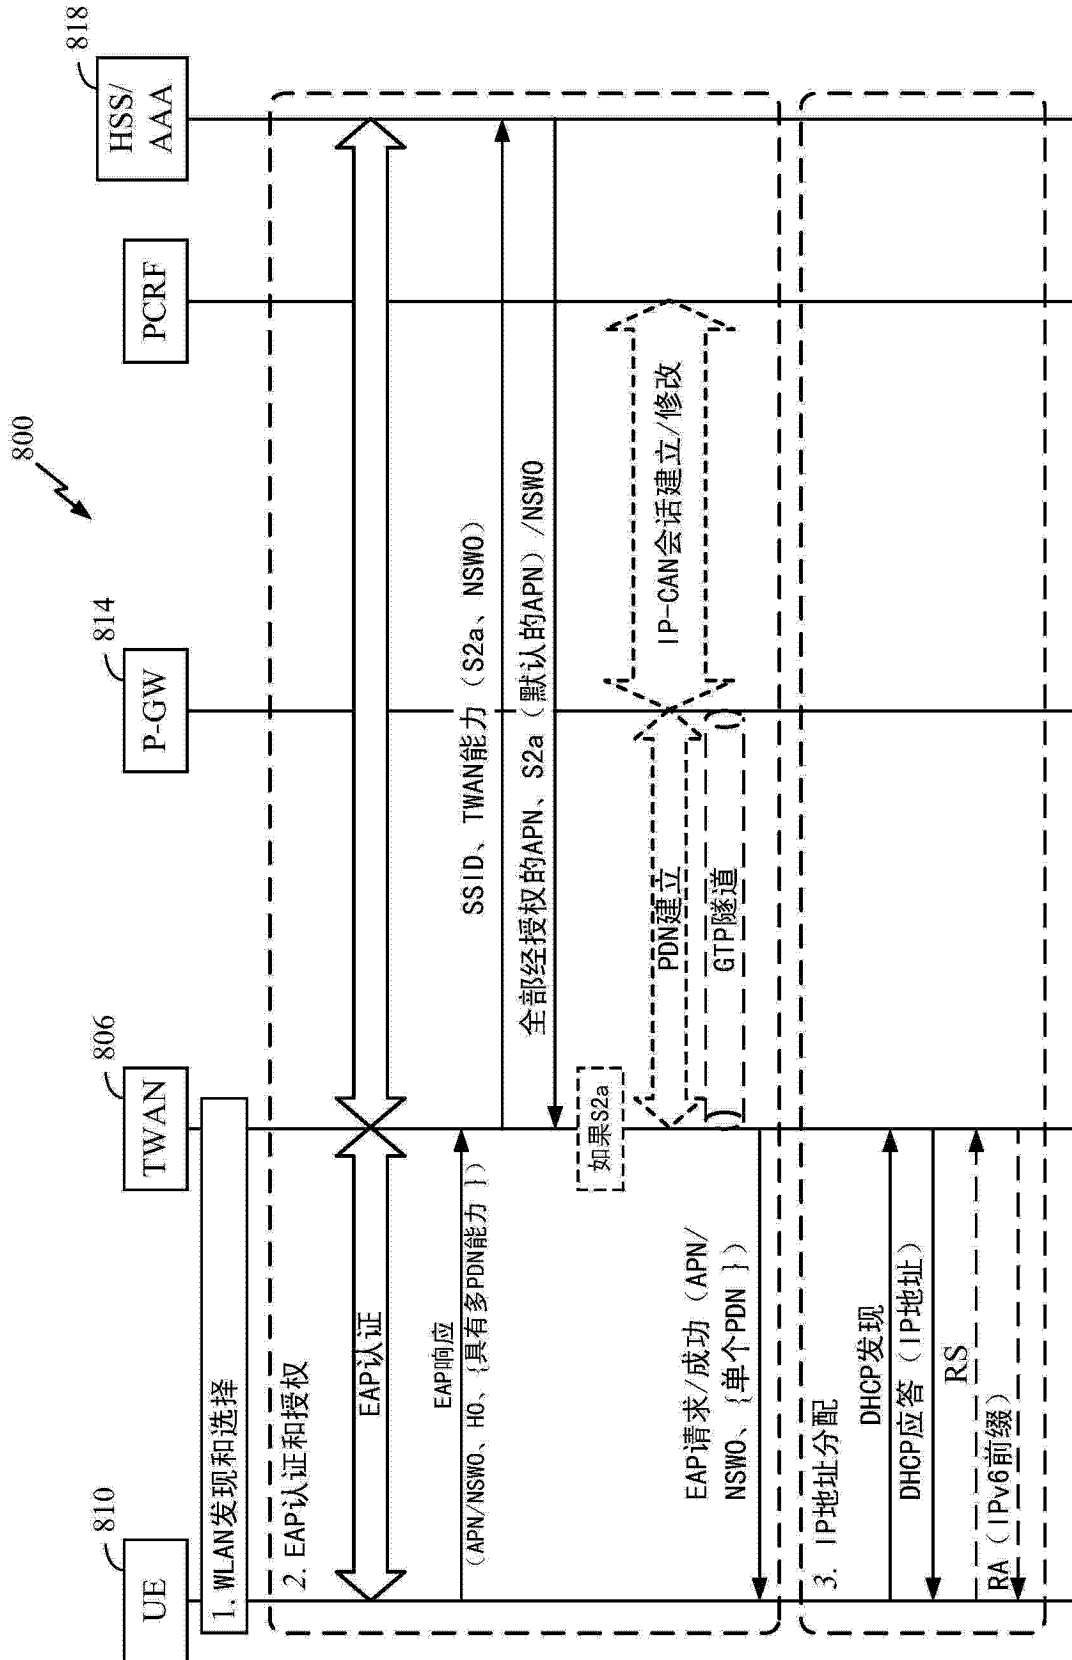 800
UE
810
TWAN
806
P-GW
814
PCRF
HSS/
AAA
818
1. WLAN发现和选择
2. EAP认证和授权
EAP认证
EAP响应
(APN/NSWO、HO、{具有多PDN能力 })
SSID、TWAN能力（S2a、NSWO）
全部经授权的APN、S2a（默认的APN）/NSWO
如果S2a
PDN建立
IP-CAN会话建立/修改
GTP隧道
EAP请求/成功（APN/
NSWO、{单个PDN }）
3. IP地址分配
DHCP发现
DHCP应答（IP地址）
RS
RA（IPv6前缀）